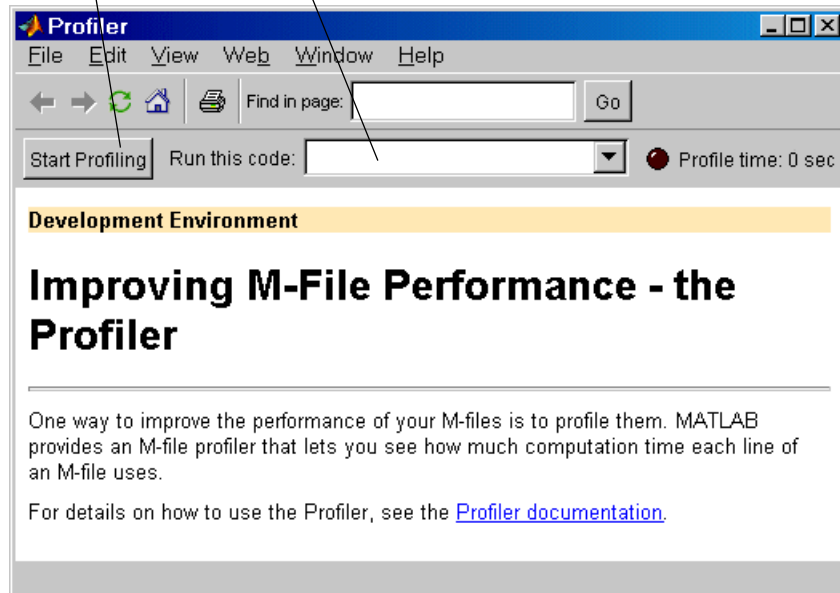 Profiler
File Edit View Web Window Help
Find in page: Go
Start Profiling Run this code: Profile time: 0 sec
Development Environment
Improving M-File Performance - the
Profiler
One way to improve the performance of your M-files is to profile them. MATLAB
provides an M-file profiler that lets you see how much computation time each line of
an M-file uses.
For details on how to use the Profiler, see the Profiler documentation.